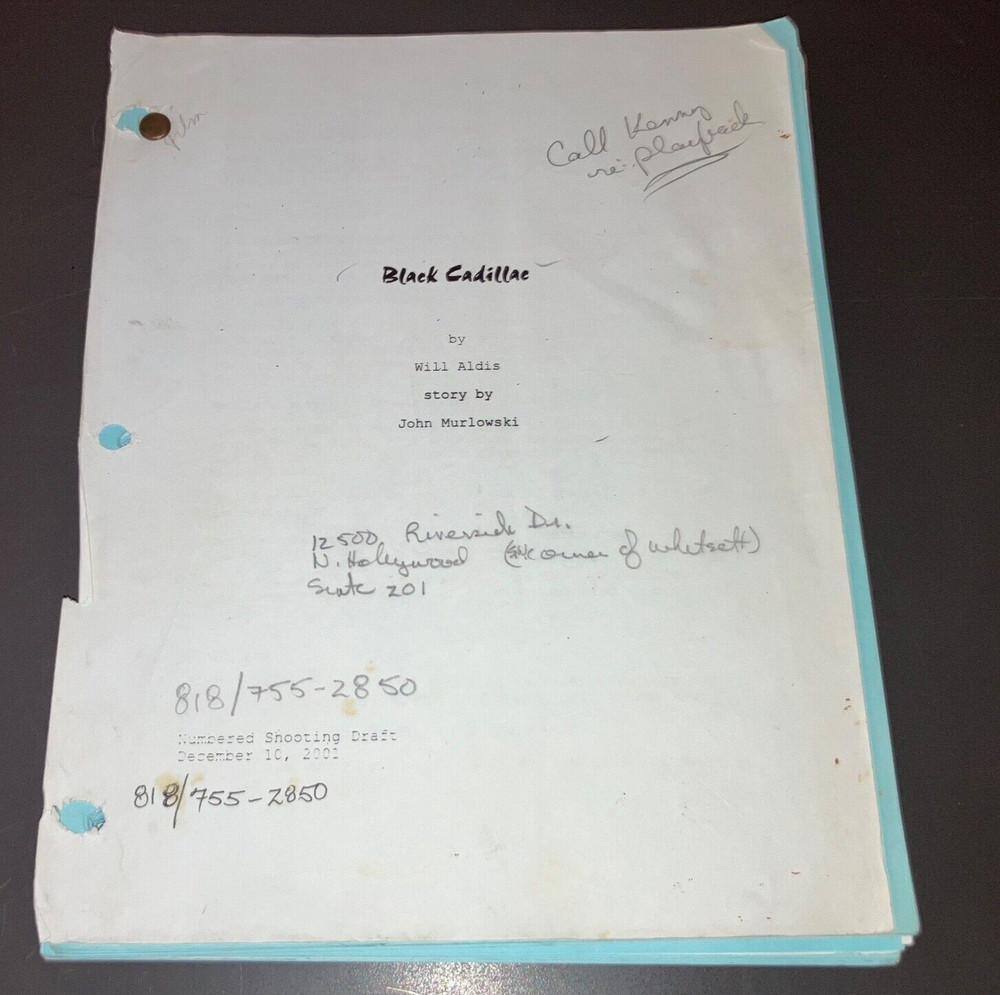 film
Call Kenny
re: playback
Black Cadillac
by
Will Aldis
story by
John Murlowski
12500 Riverside Dr.
N. Hollywood (SW corner of Whitsett)
Suite 201
818/755-2850
Numbered Shooting Draft
December 10, 2001
818/755-2850